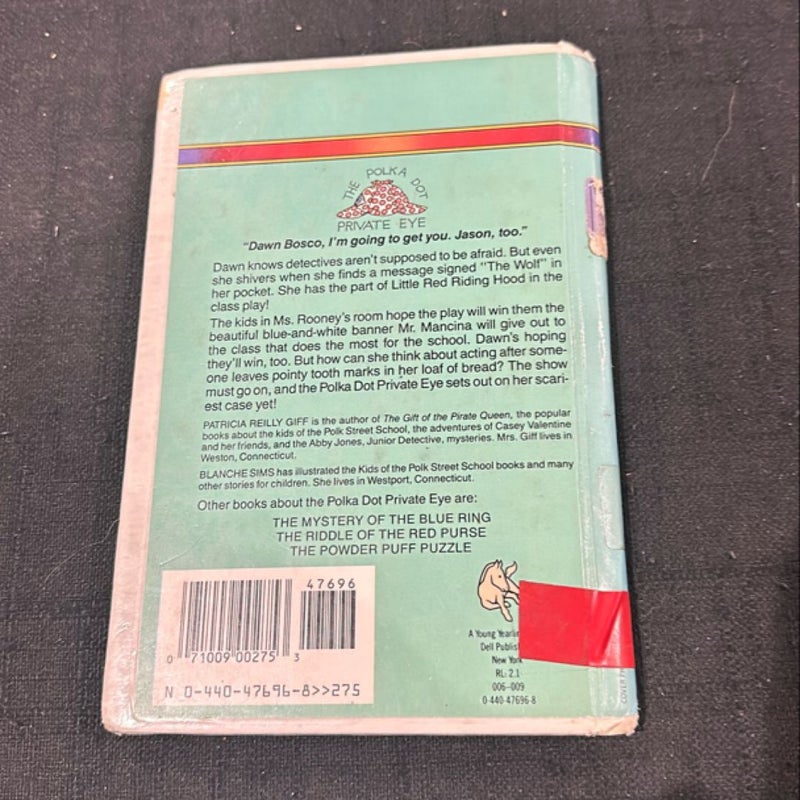 THE POLKA DOT
PRIVATE EYE
"Dawn Bosco, I'm going to get you. Jason, too."
Dawn knows detectives aren't supposed to be afraid. But even
she shivers when she finds a message signed "The Wolf" in
her pocket. She has the part of Little Red Riding Hood in the
class play!
The kids in Ms. Rooney's room hope the play will win them the
beautiful blue-and-white banner Mr. Mancina will give out to
the class that does the most for the school. Dawn's hoping
they'll win, too. But how can she think about acting after some-
one leaves pointy tooth marks in her loaf of bread? The show
must go on, and the Polka Dot Private Eye sets out on her scari-
est case yet!
PATRICIA REILLY GIFF is the author of The Gift of the Pirate Queen, the popular
books about the kids of the Polk Street School, the adventures of Casey Valentine
and her friends, and the Abby Jones, Junior Detective, mysteries. Mrs. Giff lives in
Weston, Connecticut.
BLANCHE SIMS has illustrated the Kids of the Polk Street School books and many
other stories for children. She lives in Westport, Connecticut.
Other books about the Polka Dot Private Eye are:
THE MYSTERY OF THE BLUE RING
THE RIDDLE OF THE RED PURSE
THE POWDER PUFF PUZZLE
47696
0 71009 00275 3
N 0-440-47696-8>>275
A Young
Dell
New York
RL: 2.1
006-009
0-440-47696-8
COVER